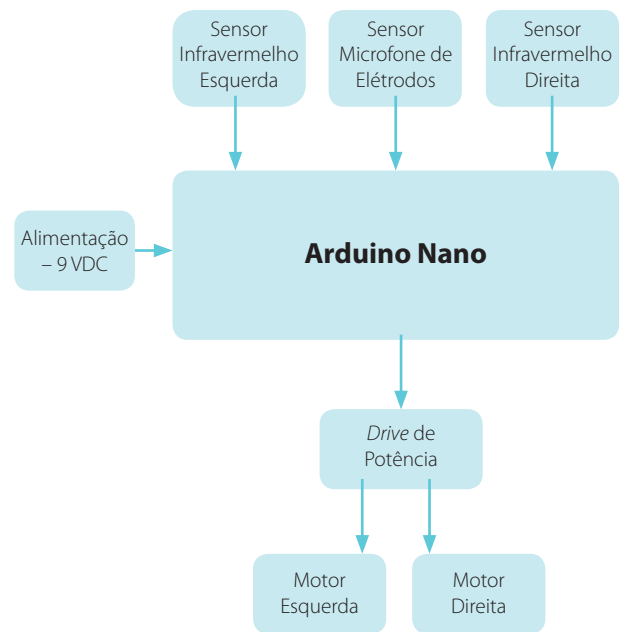 Sensor
Infravermelho
Esquerda
Sensor
Microfone de
Elétrodos
Sensor
Infravermelho
Direita
Alimentação
– 9 VDC
Arduino Nano
Drive de
Potência
Motor
Esquerda
Motor
Direita